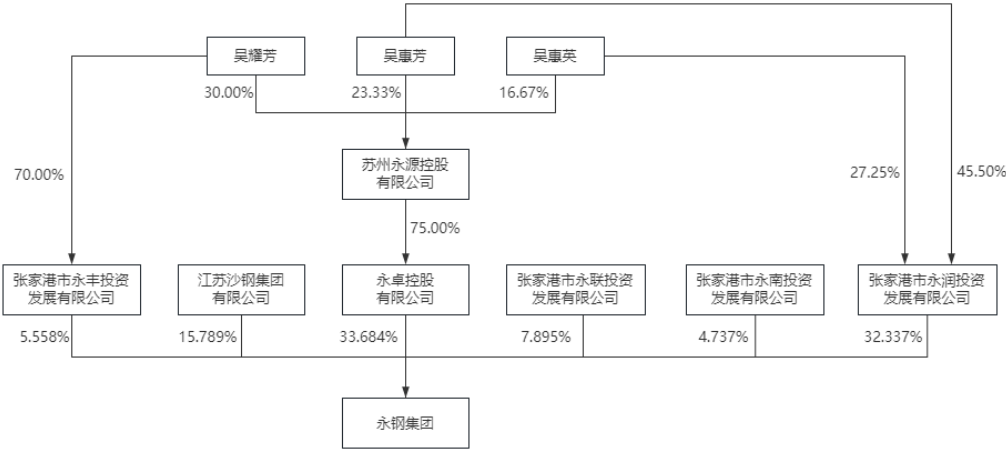 吴耀芳
吴惠芳
吴惠英
30.00%
23.33%
16.67%
苏州永源控股
有限公司
70.00%
27.25%
45.50%
75.00%
张家港市永丰投资
发展有限公司
江苏沙钢集团
有限公司
永卓控股
有限公司
张家港市永联投资
发展有限公司
张家港市永南投资
发展有限公司
张家港市永润投资
发展有限公司
5.558%
15.789%
33.684%
7.895%
4.737%
32.337%
永钢集团